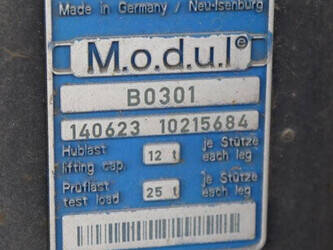 Made in Germany / Neu-Isenburg
M.o.d.u.l®
B0301
140623 10215684
Hublast 12 t je Stütze
lifting cap. each leg
Prüflast 25 t je Stütze
test load each leg